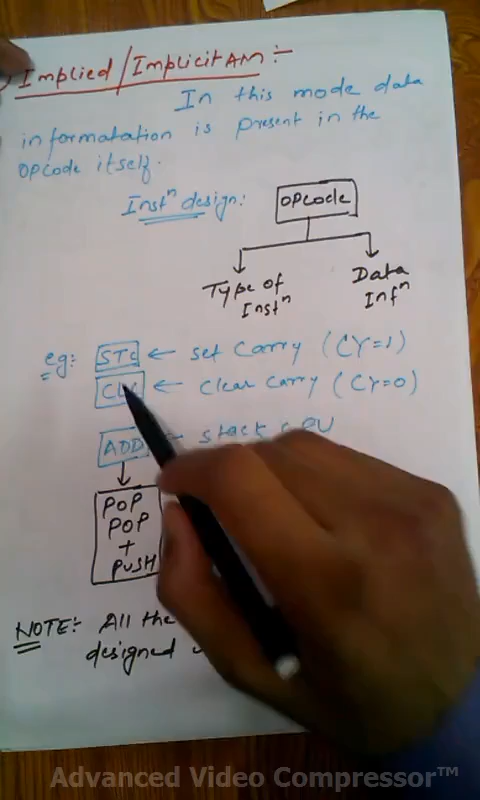 Implied/Implicit AM:-
In this mode data
informatation is present in the
opcode itself.
Instⁿ design:
opcode
Type of Instⁿ
Data Infⁿ
eg: STC ← set carry (CY=1)
CLC ← clear carry (CY=0)
ADD ← stack CPU
POP
POP
+
PUSH
NOTE:- All the
designed
Advanced Video Compressor™